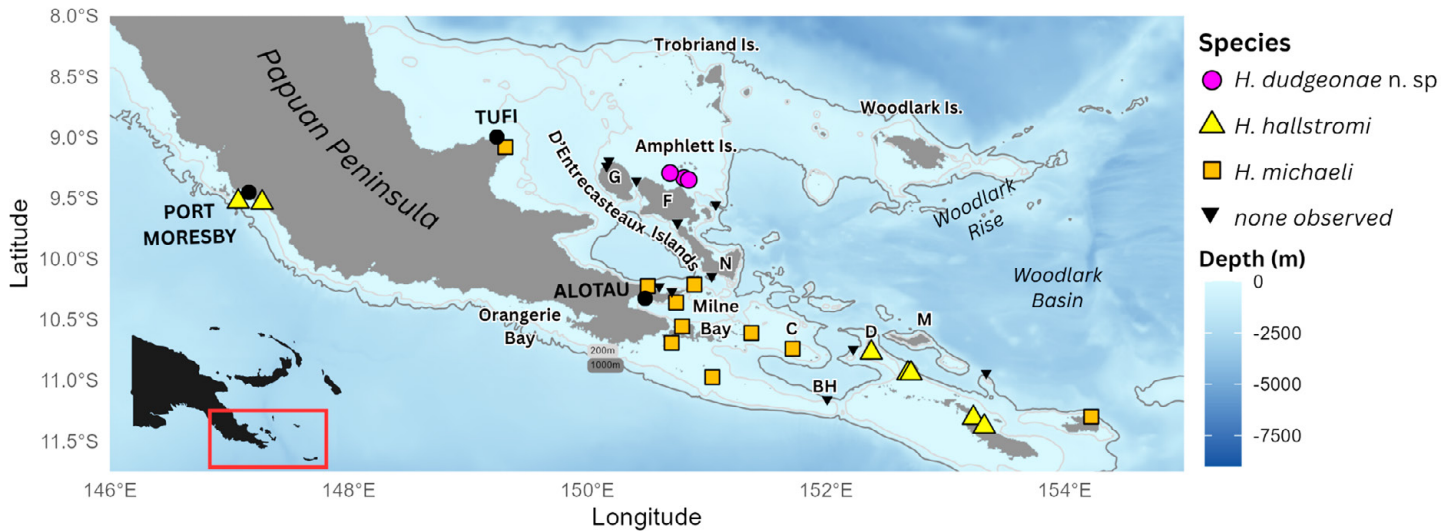 8.0°S
8.5°S
9.0°S
9.5°S
10.0°S
10.5°S
11.0°S
11.5°S
Latitude
146°E
148°E
150°E
152°E
154°E
Longitude
Papuan Peninsula
TUFI
PORT
MORESBY
ALOTAU
Orangerie
Bay
Milne
Bay
Trobriand Is.
Woodlark Is.
Amphlett Is.
D'Entrecasteaux Islands
G
F
N
C
D
M
BH
Woodlark
Rise
Woodlark
Basin
200m
1000m
Species
H. dudgeonae n. sp
H. hallstromi
H. michaeli
none observed
Depth (m)
0
-2500
-5000
-7500